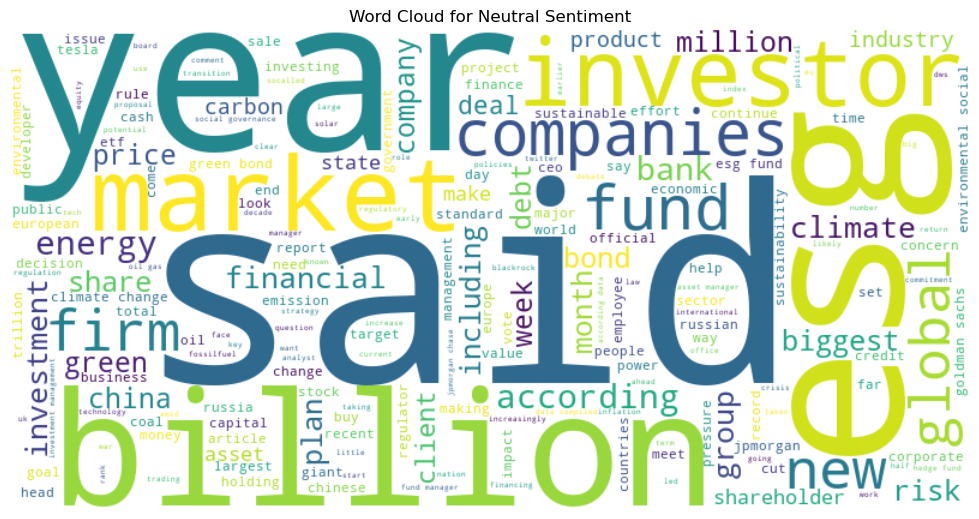 Word Cloud for Neutral Sentiment
year
investor
esg
said
billion
market
companies
fund
firm
global
new
million
product
industry
company
deal
issue
tesla
board
sale
investing
comment
transition
socalled
use
rule
proposal
cash
equity
potential
carbon
social governance
large
solar
clear
project
finance
earlier
index
political
dws
sustainable
effort
continue
time
environmental
developer
etf
price
comer
green bond
state
government
role
policies
twitter
debate
day
ceo
say
bank
esg fund
big
environmental social
public
tech
european
end
look
decade
regulatory
early
make
standard
debt
major
world
economic
official
number
return
likely
climate
concern
commitment
energy
decision
regulation
oil gas
manager
report
need
known
share
climate change
total
financial
emission
strategy
management
including
blackrock
europe
vote
week
bond
month
according data
employee
law
help
asset manager
sector
international
russian
way
office
sustainability
set
trillion
investment
investment management
oil
face
key
fossilfuel
question
want
analyst
change
increase
target
current
jpmorgan chase
value
people
power
biggest
credit
goldman sachs
green
business
china
technology
amid
coal
uk
money
war
rank
trading
goal
head
russia
capital
article
asset
largest
holding
stock
buy
recent
giant
chinese
plan
taking
little
start
regulator
client
fund manager
making
increasingly
according
data compiled
inflation
ahead
impact
financing
nation
countries
term
meet
led
pressure
group
record
jpmorgan
cut
crisis
taken
going
far
corporate
half
hedge fund
shareholder
work
risk